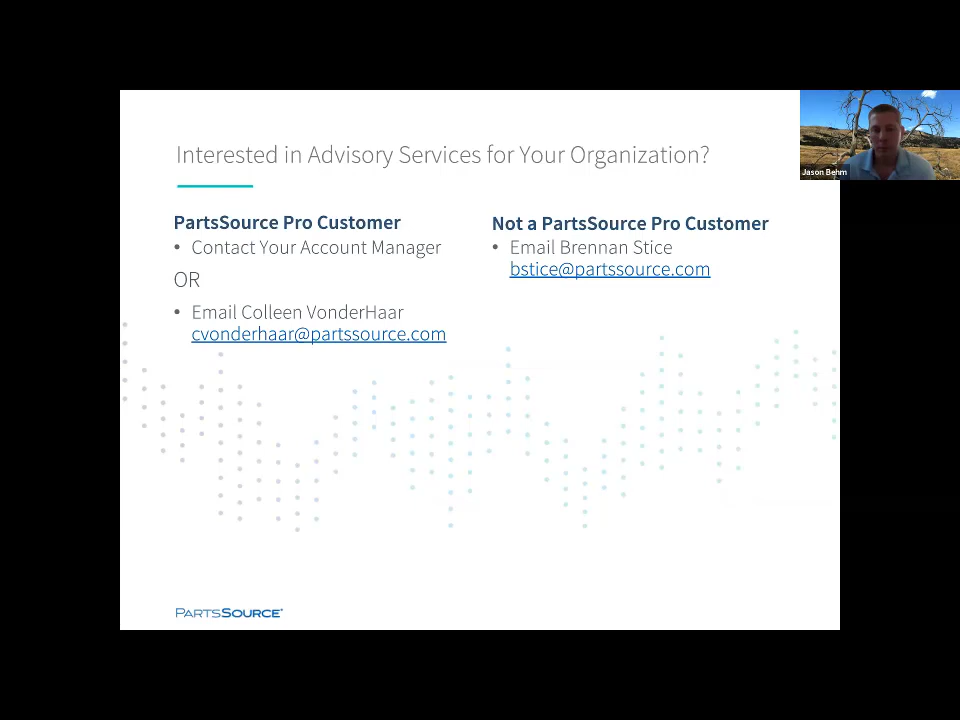 Interested in Advisory Services for Your Organization?
PartsSource Pro Customer
• Contact Your Account Manager
OR
• Email Colleen VonderHaar
cvonderhaar@partssource.com
Not a PartsSource Pro Customer
• Email Brennan Stice
bstice@partssource.com
Jason Behm
PARTSSOURCE